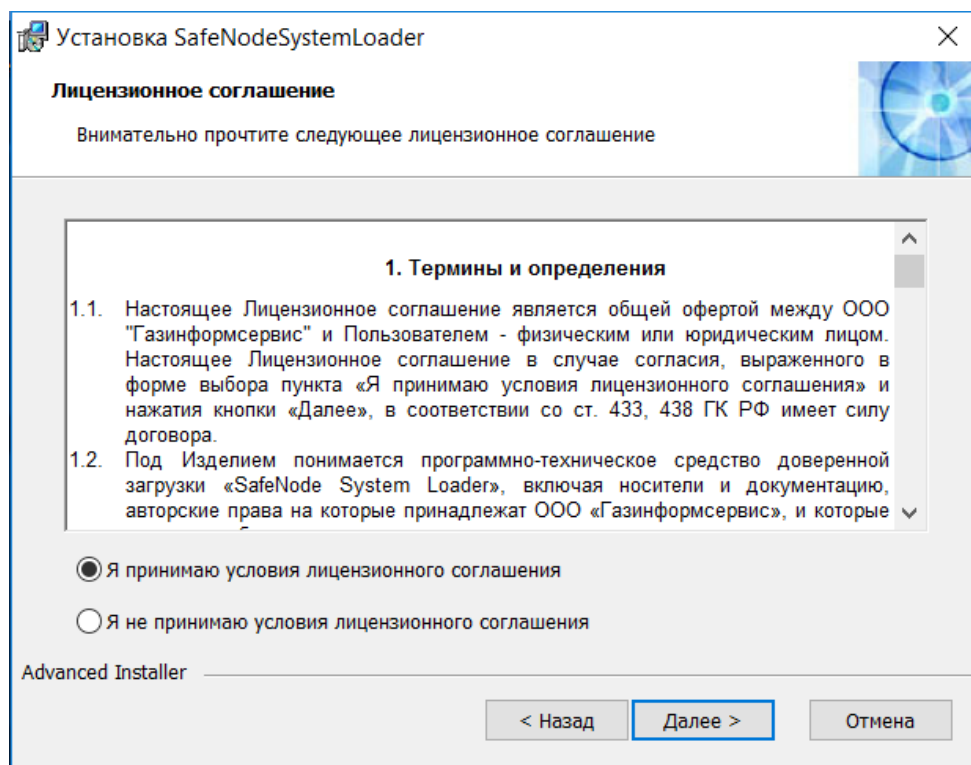 Установка SafeNodeSystemLoader
Лицензионное соглашение
Внимательно прочтите следующее лицензионное соглашение
1. Термины и определения
1.1. Настоящее Лицензионное соглашение является общей офертой между ООО
"Газинформсервис" и Пользователем - физическим или юридическим лицом.
Настоящее Лицензионное соглашение в случае согласия, выраженного в
форме выбора пункта «Я принимаю условия лицензионного соглашения» и
нажатия кнопки «Далее», в соответствии со ст. 433, 438 ГК РФ имеет силу
договора.
1.2. Под Изделием понимается программно-техническое средство доверенной
загрузки «SafeNode System Loader», включая носители и документацию,
авторские права на которые принадлежат ООО «Газинформсервис», и которые
Я принимаю условия лицензионного соглашения
Я не принимаю условия лицензионного соглашения
Advanced Installer
< Назад
Далее >
Отмена